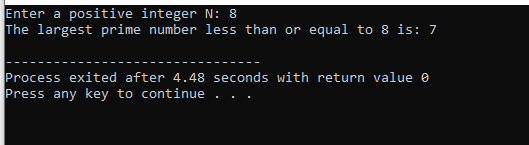 Enter a positive integer N: 8
The largest prime number less than or equal to 8 is: 7
--------------------------------
Process exited after 4.48 seconds with return value 0
Press any key to continue . . .